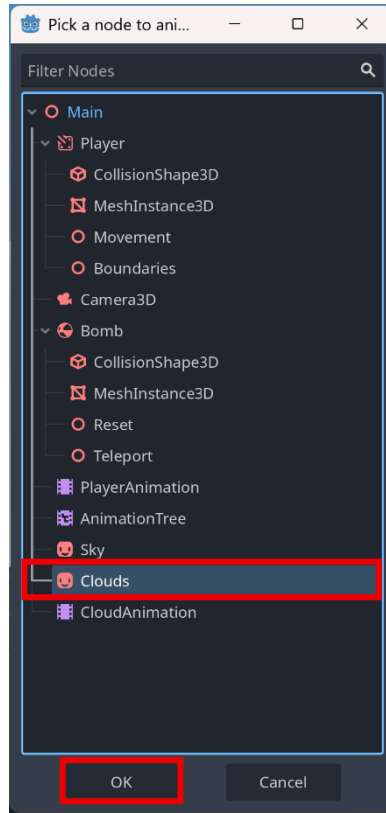 Pick a node to ani...
Filter Nodes
Main
Player
CollisionShape3D
MeshInstance3D
Movement
Boundaries
Camera3D
Bomb
CollisionShape3D
MeshInstance3D
Reset
Teleport
PlayerAnimation
AnimationTree
Sky
Clouds
CloudAnimation
OK Cancel